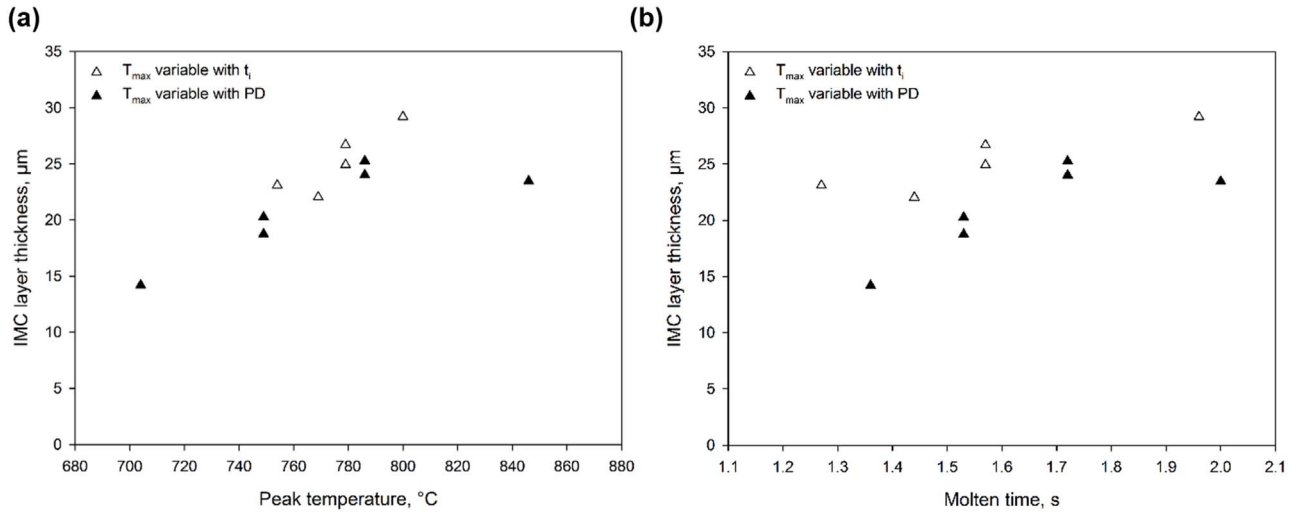 (a)
IMC layer thickness, µm
35
30
25
20
15
10
5
0
T_max variable with t_i
T_max variable with PD
680 700 720 740 760 780 800 820 840 860 880
Peak temperature, °C
(b)
IMC layer thickness, µm
35
30
25
20
15
10
5
0
T_max variable with t_i
T_max variable with PD
1.1 1.2 1.3 1.4 1.5 1.6 1.7 1.8 1.9 2.0 2.1
Molten time, s